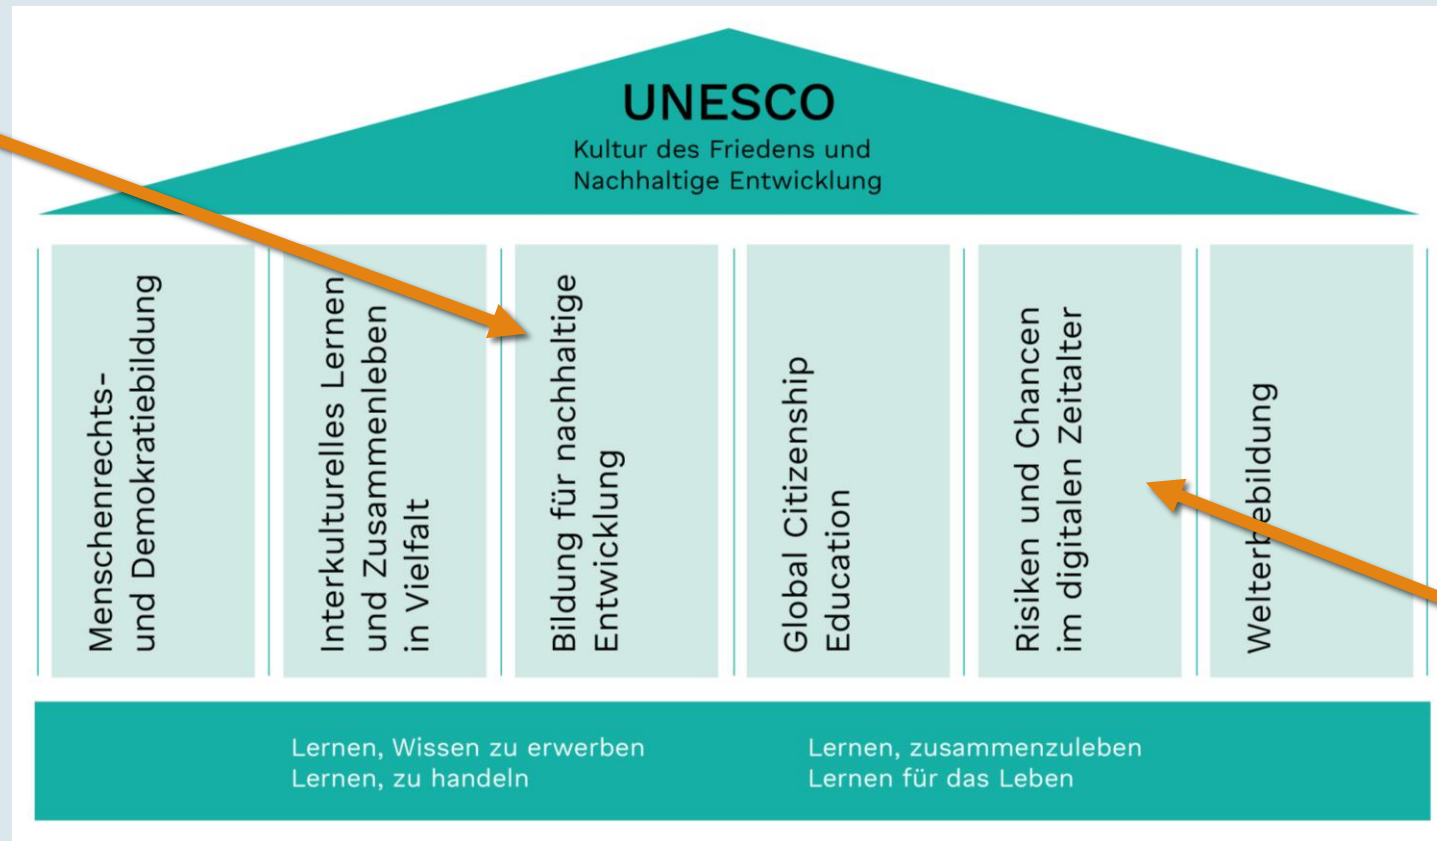 UNESCO
Kultur des Friedens und
Nachhaltige Entwicklung
Menschenrechts-
und Demokratiebildung
Interkulturelles Lernen
und Zusammenleben
in Vielfalt
Bildung für nachhaltige
Entwicklung
Global Citizenship
Education
Risiken und Chancen
im digitalen Zeitalter
Welterbebildung
Lernen, Wissen zu erwerben
Lernen, zu handeln
Lernen, zusammenzuleben
Lernen für das Leben